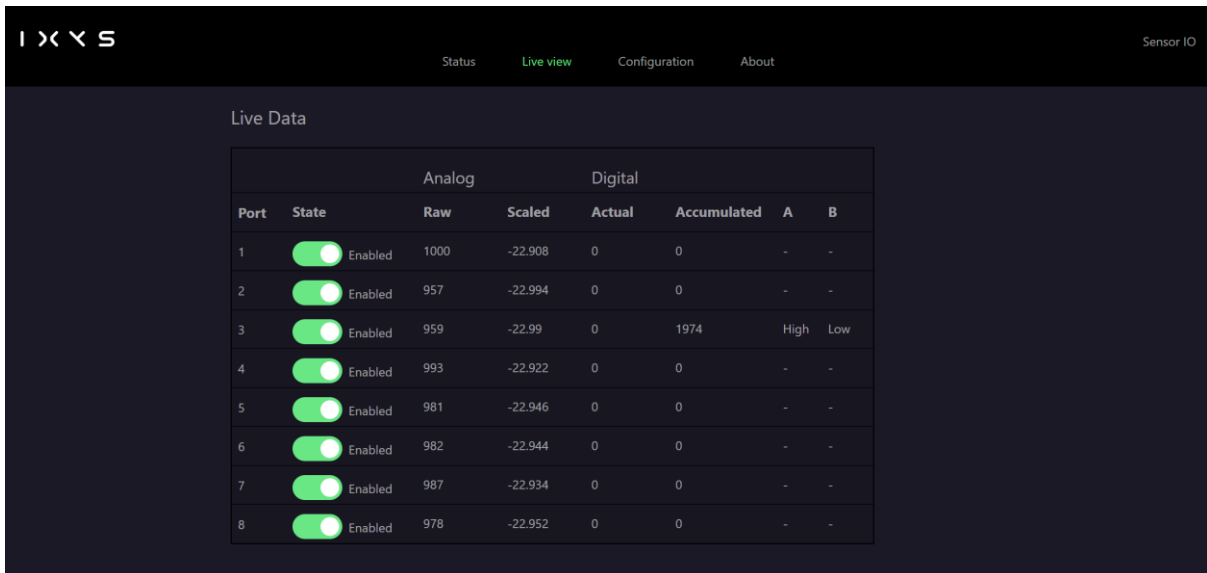 IXYS
Sensor IO
Status Live view Configuration About
Live Data
Analog Digital
Port State Raw Scaled Actual Accumulated A B
1 Enabled 1000 -22.908 0 0 - -
2 Enabled 957 -22.994 0 0 - -
3 Enabled 959 -22.99 0 1974 High Low
4 Enabled 993 -22.922 0 0 - -
5 Enabled 981 -22.946 0 0 - -
6 Enabled 982 -22.944 0 0 - -
7 Enabled 987 -22.934 0 0 - -
8 Enabled 978 -22.952 0 0 - -